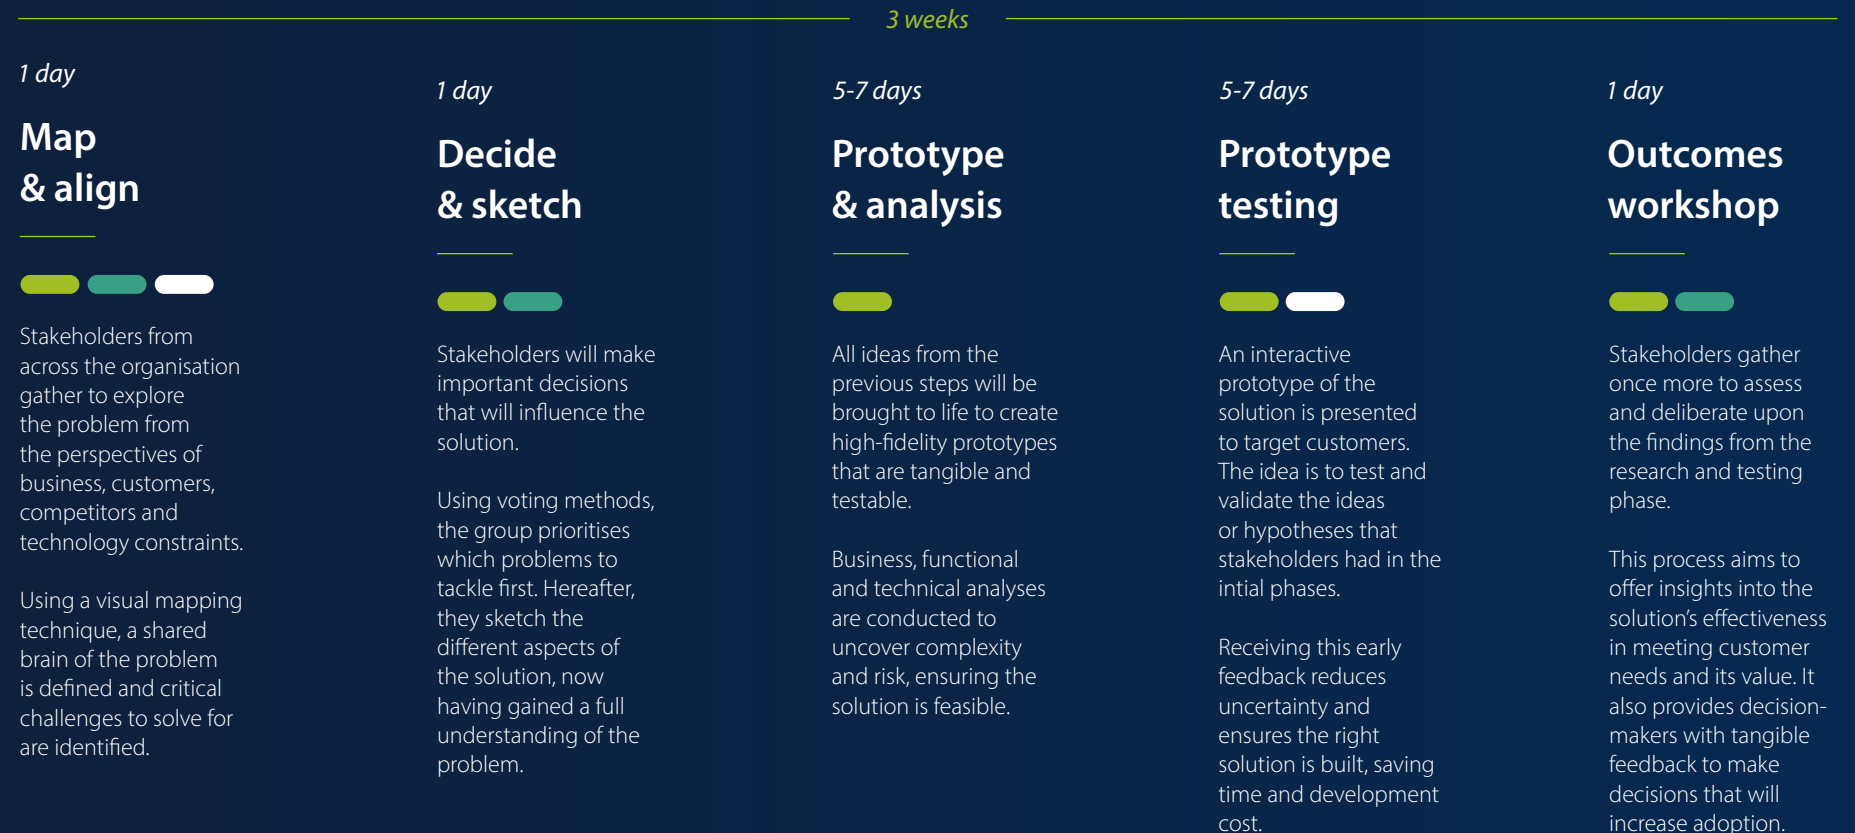 3 weeks
1 day
Map
& align
Stakeholders from
across the organisation
gather to explore
the problem from
the perspectives of
business, customers,
competitors and
technology constraints.
Using a visual mapping
technique, a shared
brain of the problem
is defined and critical
challenges to solve for
are identified.
1 day
Decide
& sketch
Stakeholders will make
important decisions
that will influence the
solution.
Using voting methods,
the group prioritises
which problems to
tackle first. Hereafter,
they sketch the
different aspects of
the solution, now
having gained a full
understanding of the
problem.
5-7 days
Prototype
& analysis
All ideas from the
previous steps will be
brought to life to create
high-fidelity prototypes
that are tangible and
testable.
Business, functional
and technical analyses
are conducted to
uncover complexity
and risk, ensuring the
solution is feasible.
5-7 days
Prototype
testing
An interactive
prototype of the
solution is presented
to target customers.
The idea is to test and
validate the ideas
or hypotheses that
stakeholders had in the
intial phases.
Receiving this early
feedback reduces
uncertainty and
ensures the right
solution is built, saving
time and development
cost.
1 day
Outcomes
workshop
Stakeholders gather
once more to assess
and deliberate upon
the findings from the
research and testing
phase.
This process aims to
offer insights into the
solution’s effectiveness
in meeting customer
needs and its value. It
also provides decision-
makers with tangible
feedback to make
decisions that will
increase adoption.